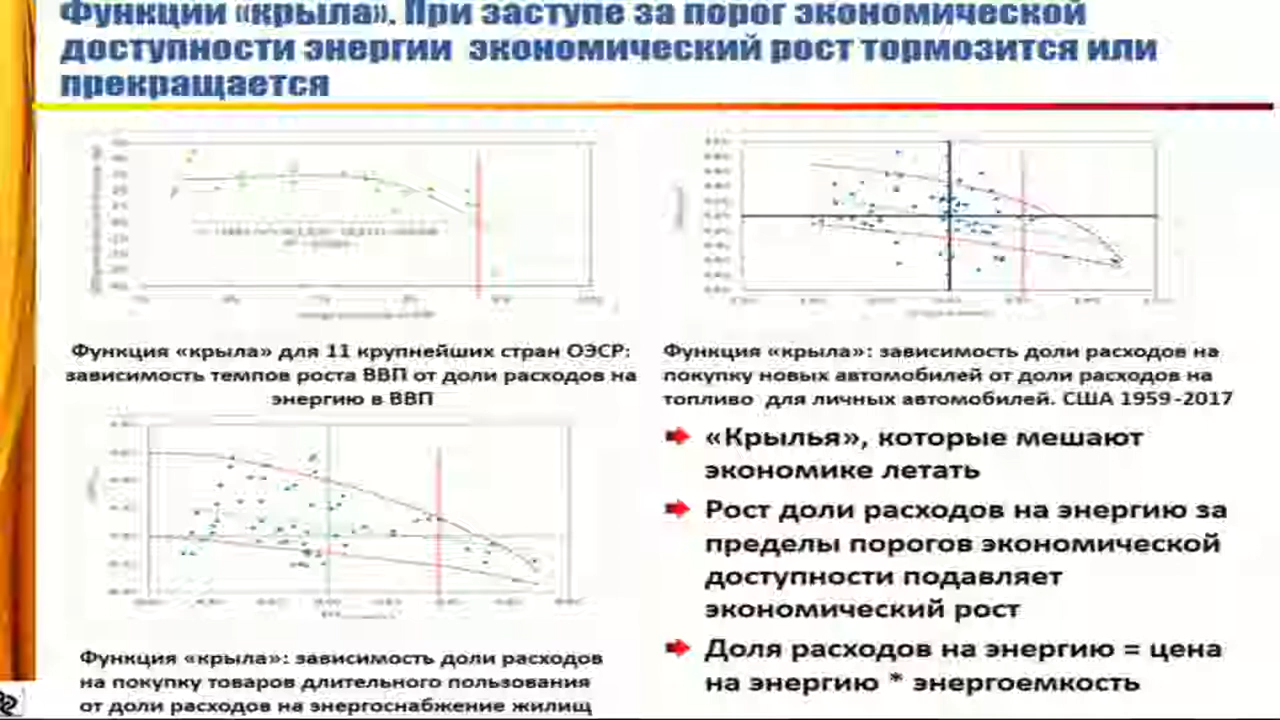 Функции «крыла». При заступе за порог экономической
доступности энергии экономический рост тормозится или
прекращается
Функция «крыла» для 11 крупнейших стран ОЭСР:
зависимость темпов роста ВВП от доли расходов на
энергию в ВВП
Функция «крыла»: зависимость доли расходов на
покупку новых автомобилей от доли расходов на
топливо для личных автомобилей. США 1959-2017
Функция «крыла»: зависимость доли расходов
на покупку товаров длительного пользования
от доли расходов на энергоснабжение жилищ
«Крылья», которые мешают
экономике летать
Рост доли расходов на энергию за
пределы порогов экономической
доступности подавляет
экономический рост
Доля расходов на энергию = цена
на энергию * энергоемкость